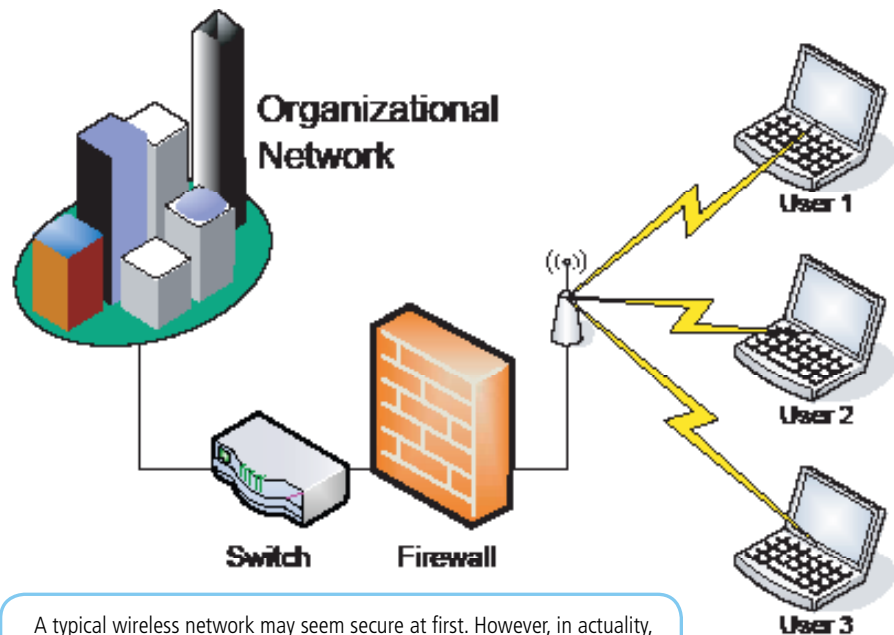 Organizational
Network
User 1
User 2
Switch
Firewall
User 3
A typical wireless network may seem secure at first. However, in actuality,